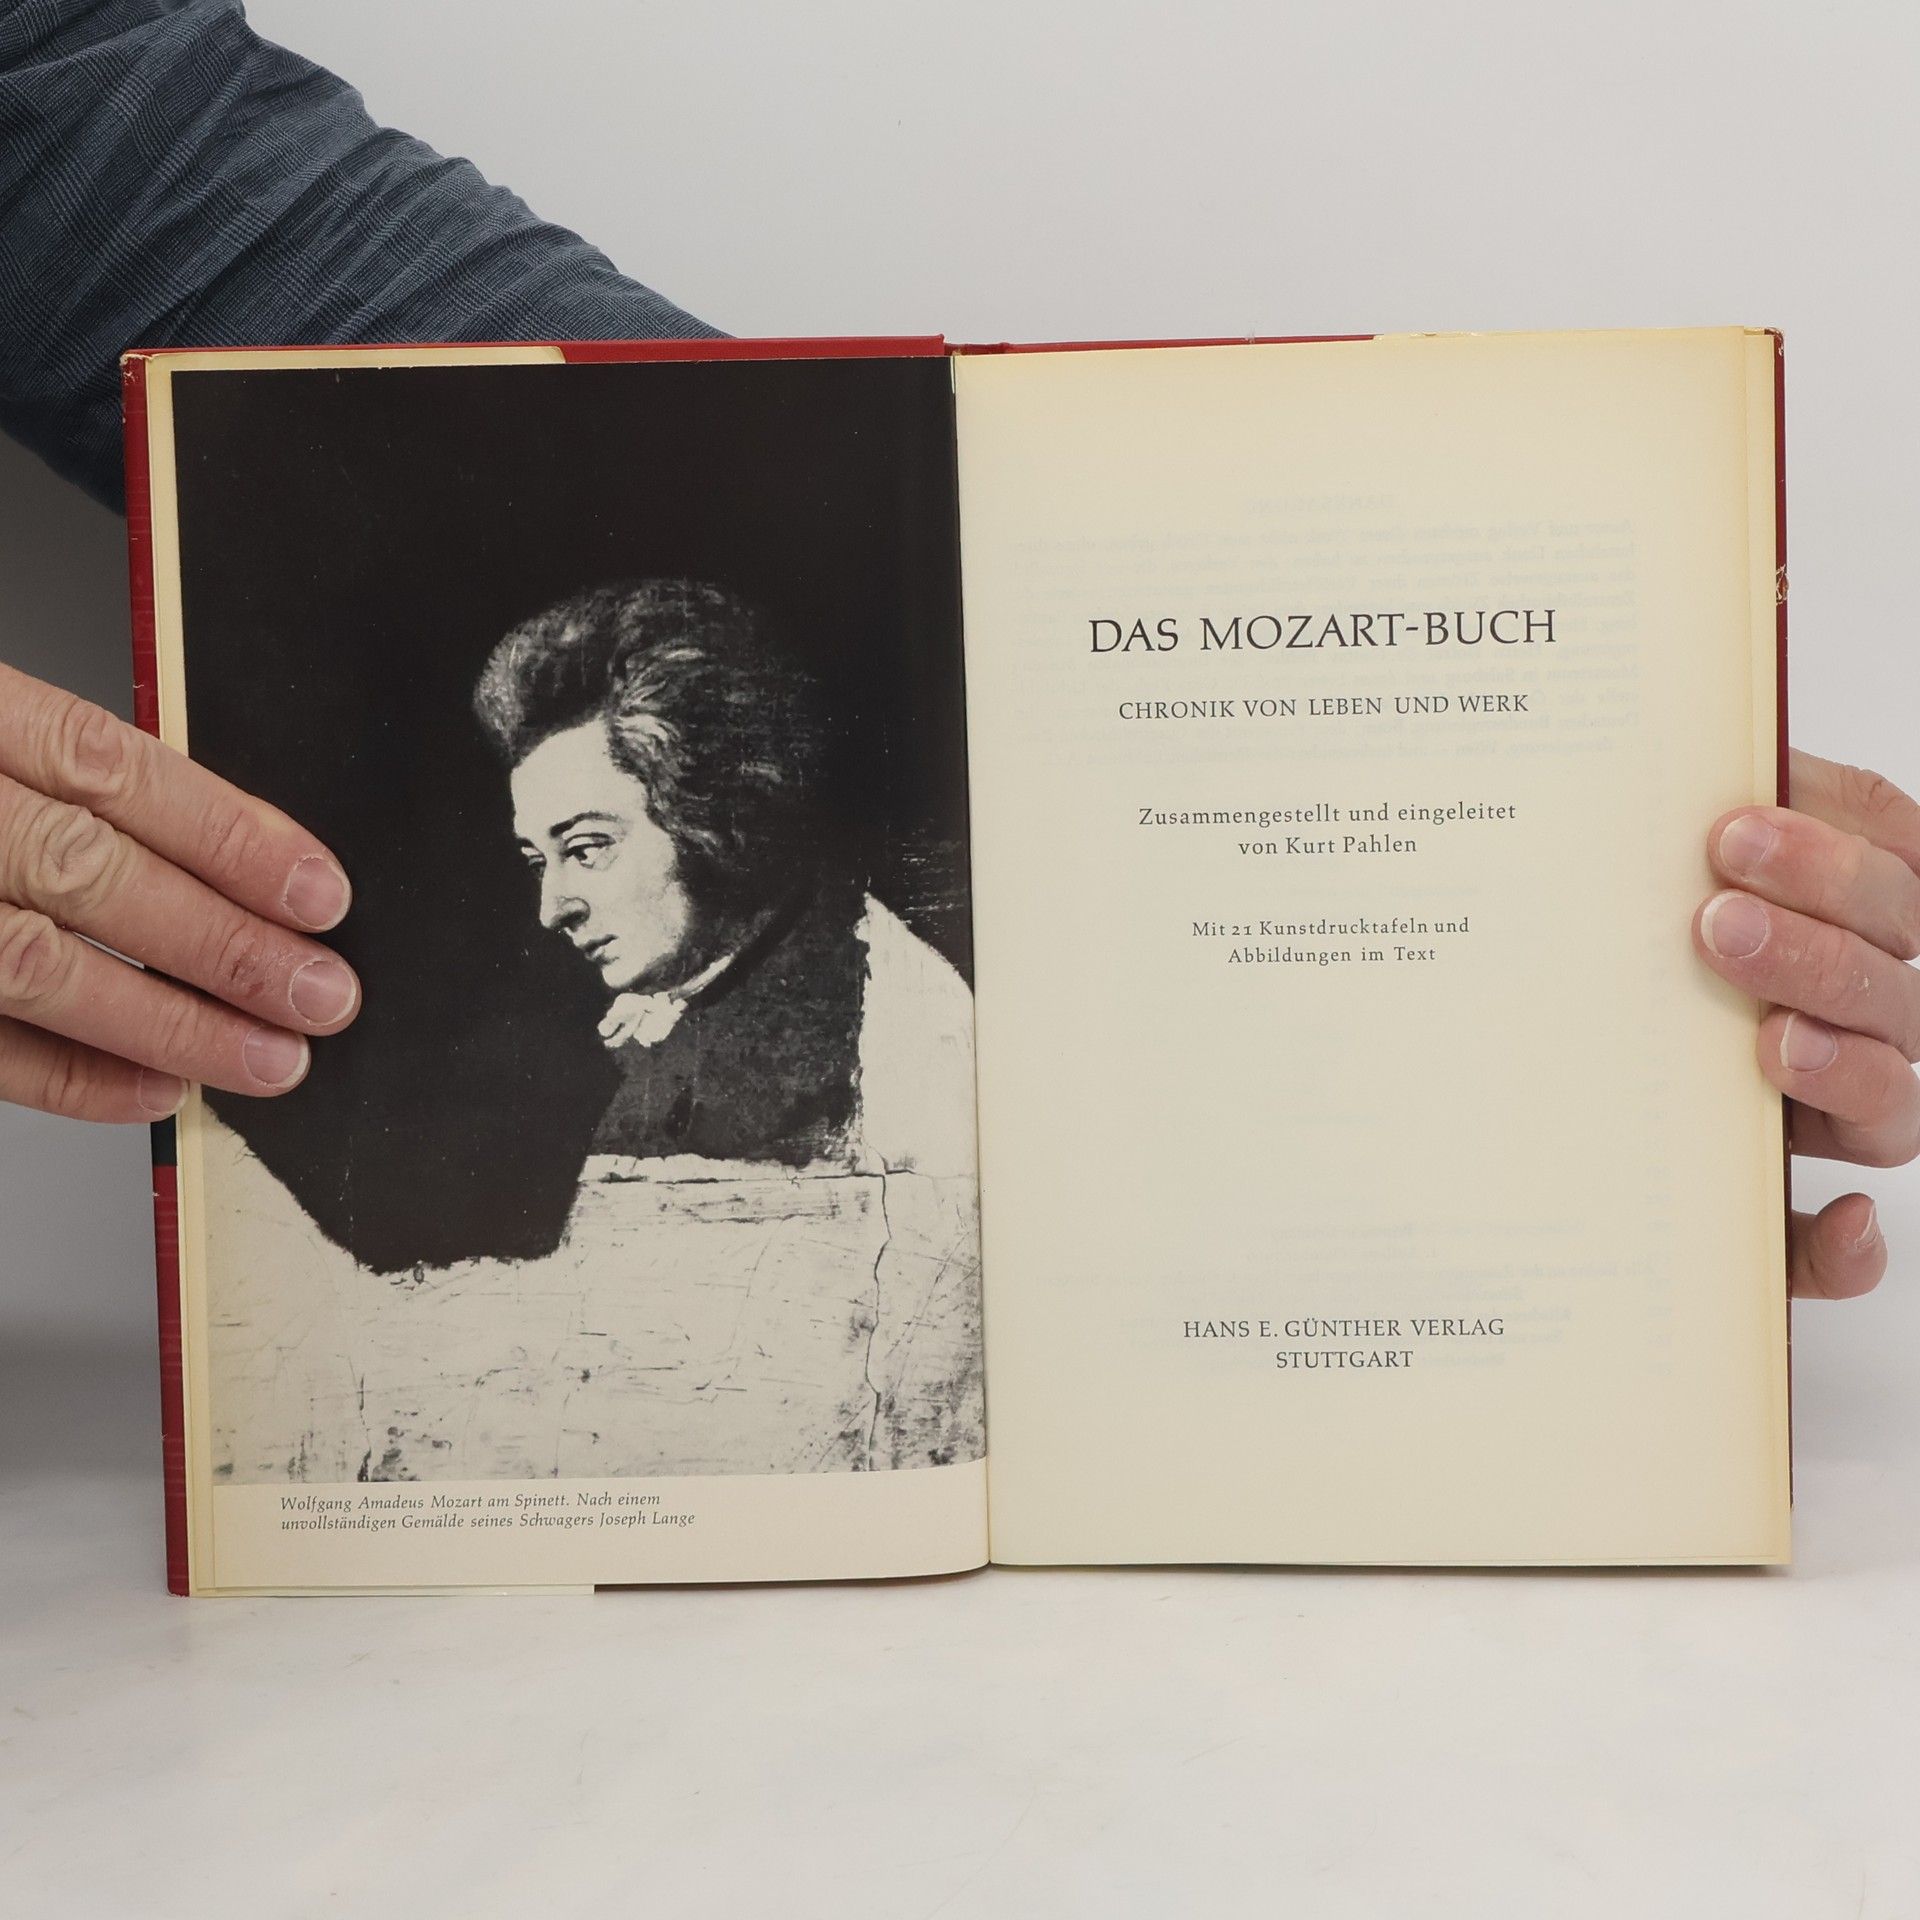 Wolfgang Amadeus Mozart am Spinett. Nach einem
unvollständigen Gemälde seines Schwagers Joseph Lange
DAS MOZART-BUCH
CHRONIK VON LEBEN UND WERK
Zusammengestellt und eingeleitet
von Kurt Pahlen
Mit 21 Kunstdrucktafeln und
Abbildungen im Text
HANS E. GÜNTHER VERLAG
STUTTGART